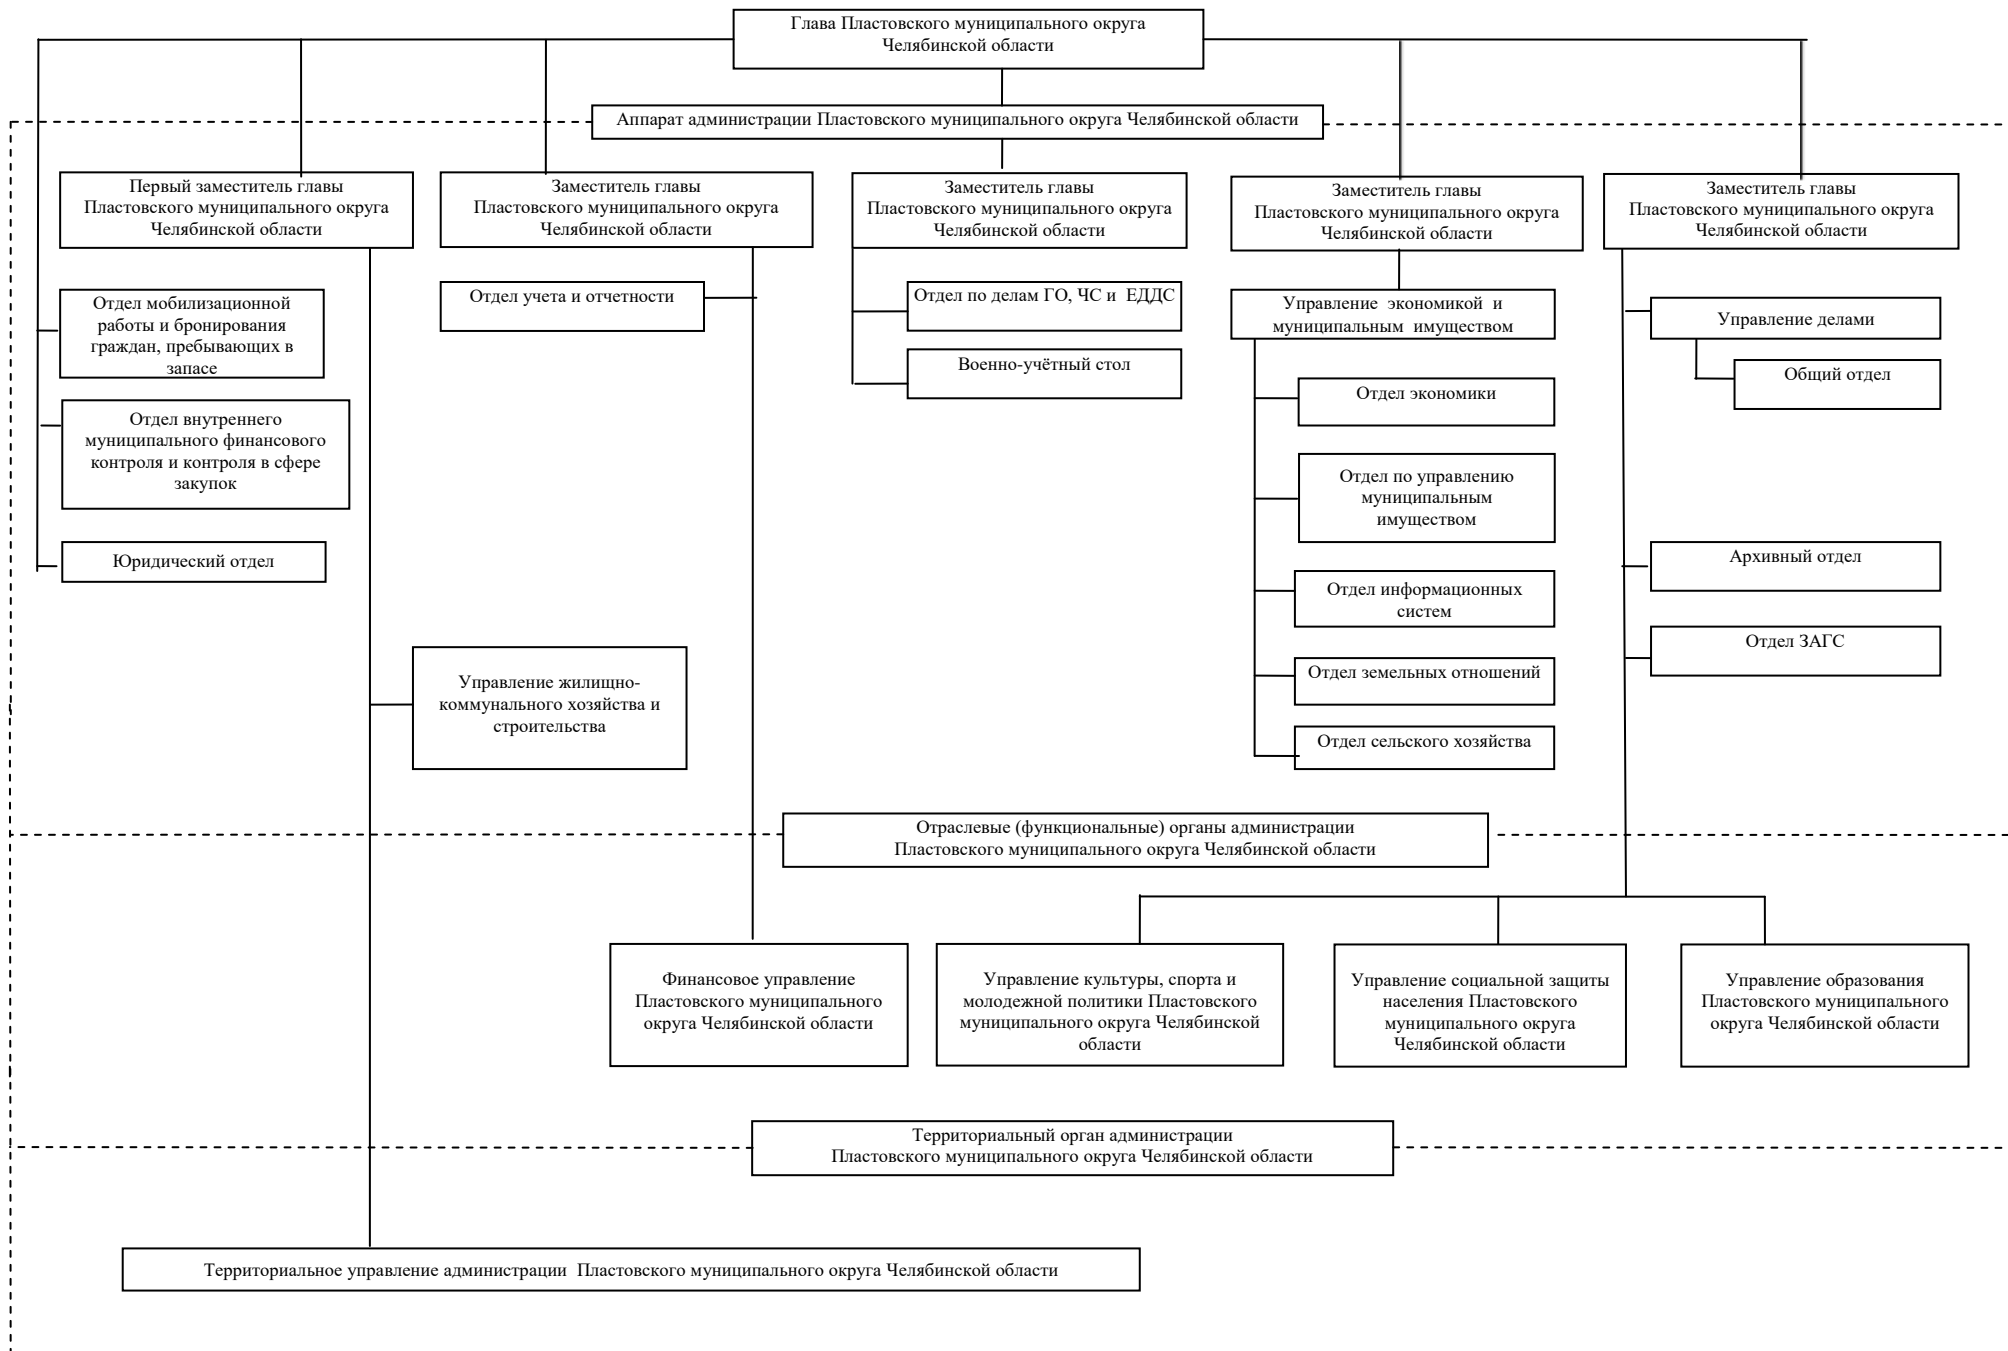 Глава Пластовского муниципального округа
Челябинской области
Аппарат администрации Пластовского муниципального округа Челябинской области
Первый заместитель главы
Пластовского муниципального округа
Челябинской области
Заместитель главы
Пластовского муниципального округа
Челябинской области
Заместитель главы
Пластовского муниципального округа
Челябинской области
Заместитель главы
Пластовского муниципального округа
Челябинской области
Заместитель главы
Пластовского муниципального округа
Челябинской области
Отдел мобилизационной
работы и бронирования
граждан, пребывающих в
запасе
Отдел внутреннего
муниципального финансового
контроля и контроля в сфере
закупок
Юридический отдел
Управление жилищно-
коммунального хозяйства и
строительства
Отдел учета и отчетности
Отдел по делам ГО, ЧС и ЕДДС
Военно-учётный стол
Управление экономикой и
муниципальным имуществом
Отдел экономики
Отдел по управлению
муниципальным
имуществом
Отдел информационных
систем
Отдел земельных отношений
Отдел сельского хозяйства
Управление делами
Общий отдел
Архивный отдел
Отдел ЗАГС
Отраслевые (функциональные) органы администрации
Пластовского муниципального округа Челябинской области
Финансовое управление
Пластовского муниципального
округа Челябинской области
Управление культуры, спорта и
молодежной политики Пластовского
муниципального округа Челябинской
области
Управление социальной защиты
населения Пластовского
муниципального округа
Челябинской области
Управление образования
Пластовского муниципального
округа Челябинской области
Территориальный орган администрации
Пластовского муниципального округа Челябинской области
Территориальное управление администрации Пластовского муниципального округа Челябинской области